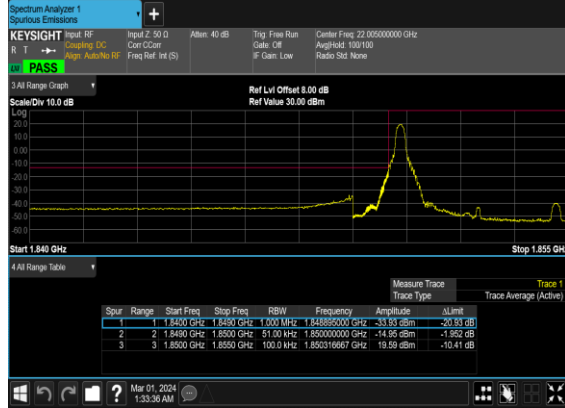 Spectrum Analyzer 1
Spurious Emissions
+
KEYSIGHT Input: RF Input Z: 50 Ω Atten: 40 dB Trig: Free Run Center Freq: 22.005000000 GHz
R T Coupling: DC Corr CCorr Gate: Off Avg|Hold: 100/100
Align: Auto/No RF Freq Ref: Int (S) IF Gain: Low Radio Std: None
PASS
3 All Range Graph
Ref Lvl Offset 8.00 dB
Scale/Div 10.0 dB Ref Value 30.00 dBm
Log
20.0
10.0
0.00
-10.0
-20.0
-30.0
-40.0
-50.0
-60.0
Start 1.840 GHz Stop 1.855 GH
4 All Range Table
Measure Trace Trace 1
Trace Type Trace Average (Active)
Spur Range Start Freq Stop Freq RBW Frequency Amplitude ΔLimit
1 1 1.8400 GHz 1.8490 GHz 1.000 MHz 1.848895000 GHz -33.93 dBm -20.93 dB
2 2 1.8490 GHz 1.8500 GHz 51.00 kHz 1.850000000 GHz -14.95 dBm -1.952 dB
3 3 1.8500 GHz 1.8550 GHz 100.0 kHz 1.850316667 GHz 19.59 dBm -10.41 dB
? Mar 01, 2024
1:33:36 AM